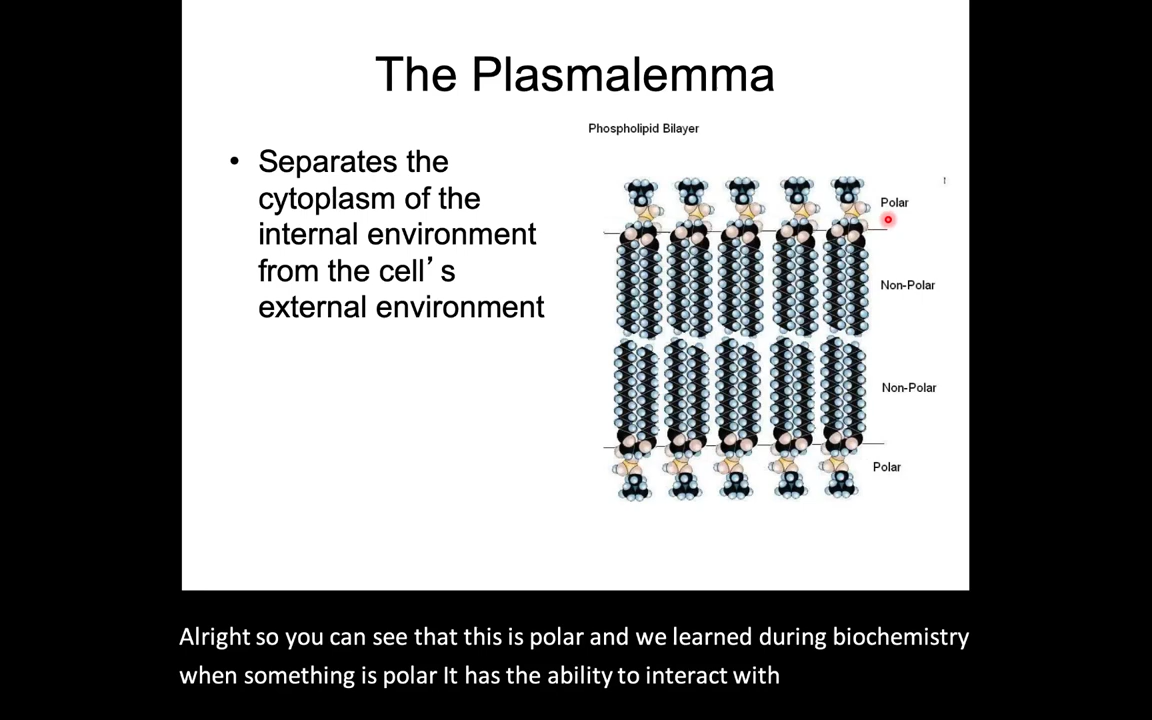 The Plasmalemma
Phospholipid Bilayer
• Separates the
cytoplasm of the
internal environment
from the cell’s
external environment
Polar
Non-Polar
Non-Polar
Polar
Alright so you can see that this is polar and we learned during biochemistry
when something is polar It has the ability to interact with